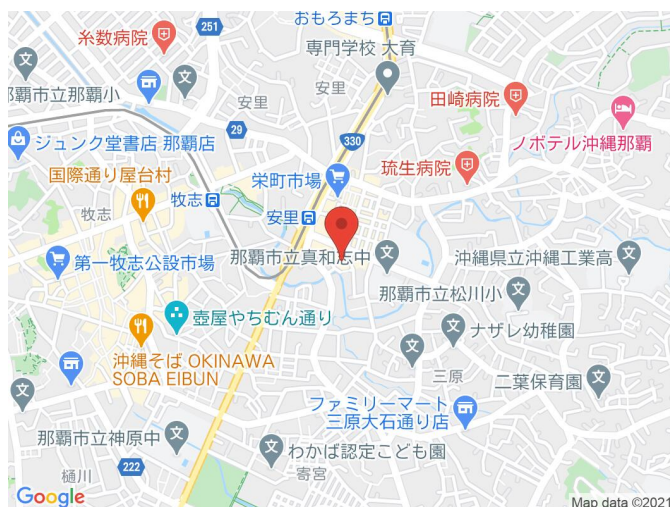 おもろまち
251
糸数病院
専門学校 大育
那覇市立那覇小
安里
安里
田崎病院
29
330
ジュンク堂書店 那覇店
ノボテル沖縄那覇
琉生病院
国際通り屋台村
栄町市場
牧志
牧志
安里
第一牧志公設市場
那覇市立真和志中
沖縄県立沖縄工業高
那覇市立松川小
壺屋やちむん通り
ナザレ幼稚園
沖縄そば OKINAWA
SOBA EIBUN
三原
二葉保育園
ファミリーマート
三原大石通り店
那覇市立神原中
わかば認定こども園
222
樋川
寄宮
Google
Map data ©2021